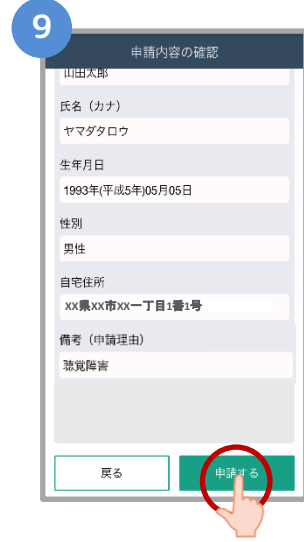 9
申請内容の確認
山田太郎
氏名（カナ）
ヤマダタロウ
生年月日
1993年(平成5年)05月05日
性別
男性
自宅住所
XX県XX市XX一丁目1番1号
備考（申請理由）
聴覚障害
戻る
申請する